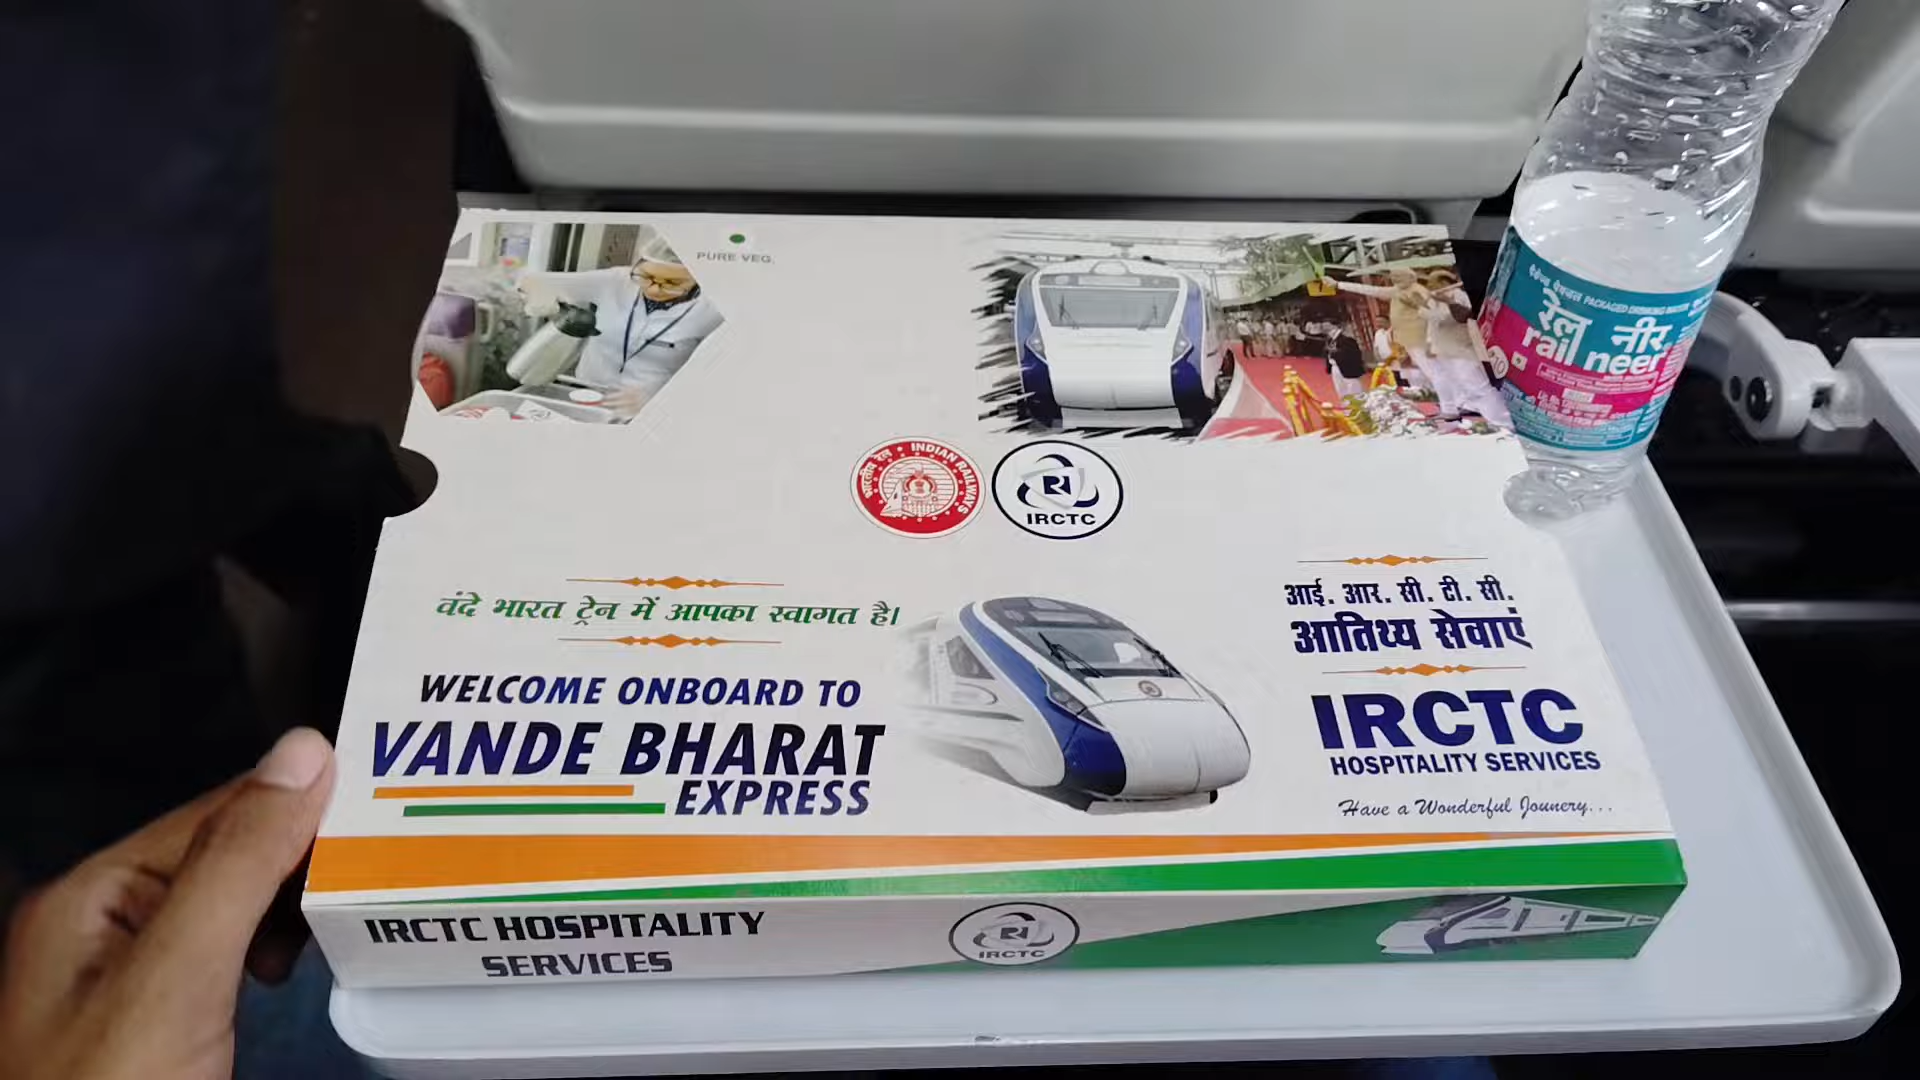 PURE VEG.
भारतीय रेल • INDIAN RAILWAYS
IRCTC
वंदे भारत ट्रेन में आपका स्वागत है।
WELCOME ONBOARD TO
VANDE BHARAT
EXPRESS
आई. आर. सी. टी. सी.
आतिथ्य सेवाएं
IRCTC
HOSPITALITY SERVICES
Have a Wonderful Jounery...
IRCTC HOSPITALITY
SERVICES
IRCTC
PACKAGED DRINKING WATER
रेल नीर
rail neer